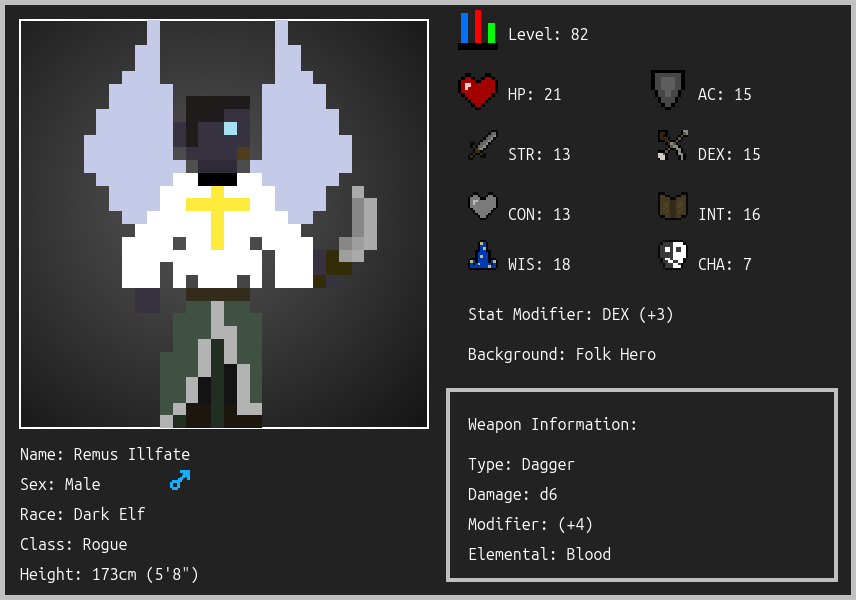 Level: 82
HP: 21
AC: 15
STR: 13
DEX: 15
CON: 13
INT: 16
WIS: 18
CHA: 7
Stat Modifier: DEX (+3)
Background: Folk Hero
Weapon Information:
Type: Dagger
Damage: d6
Modifier: (+4)
Elemental: Blood
Name: Remus Illfate
Sex: Male
Race: Dark Elf
Class: Rogue
Height: 173cm (5'8")